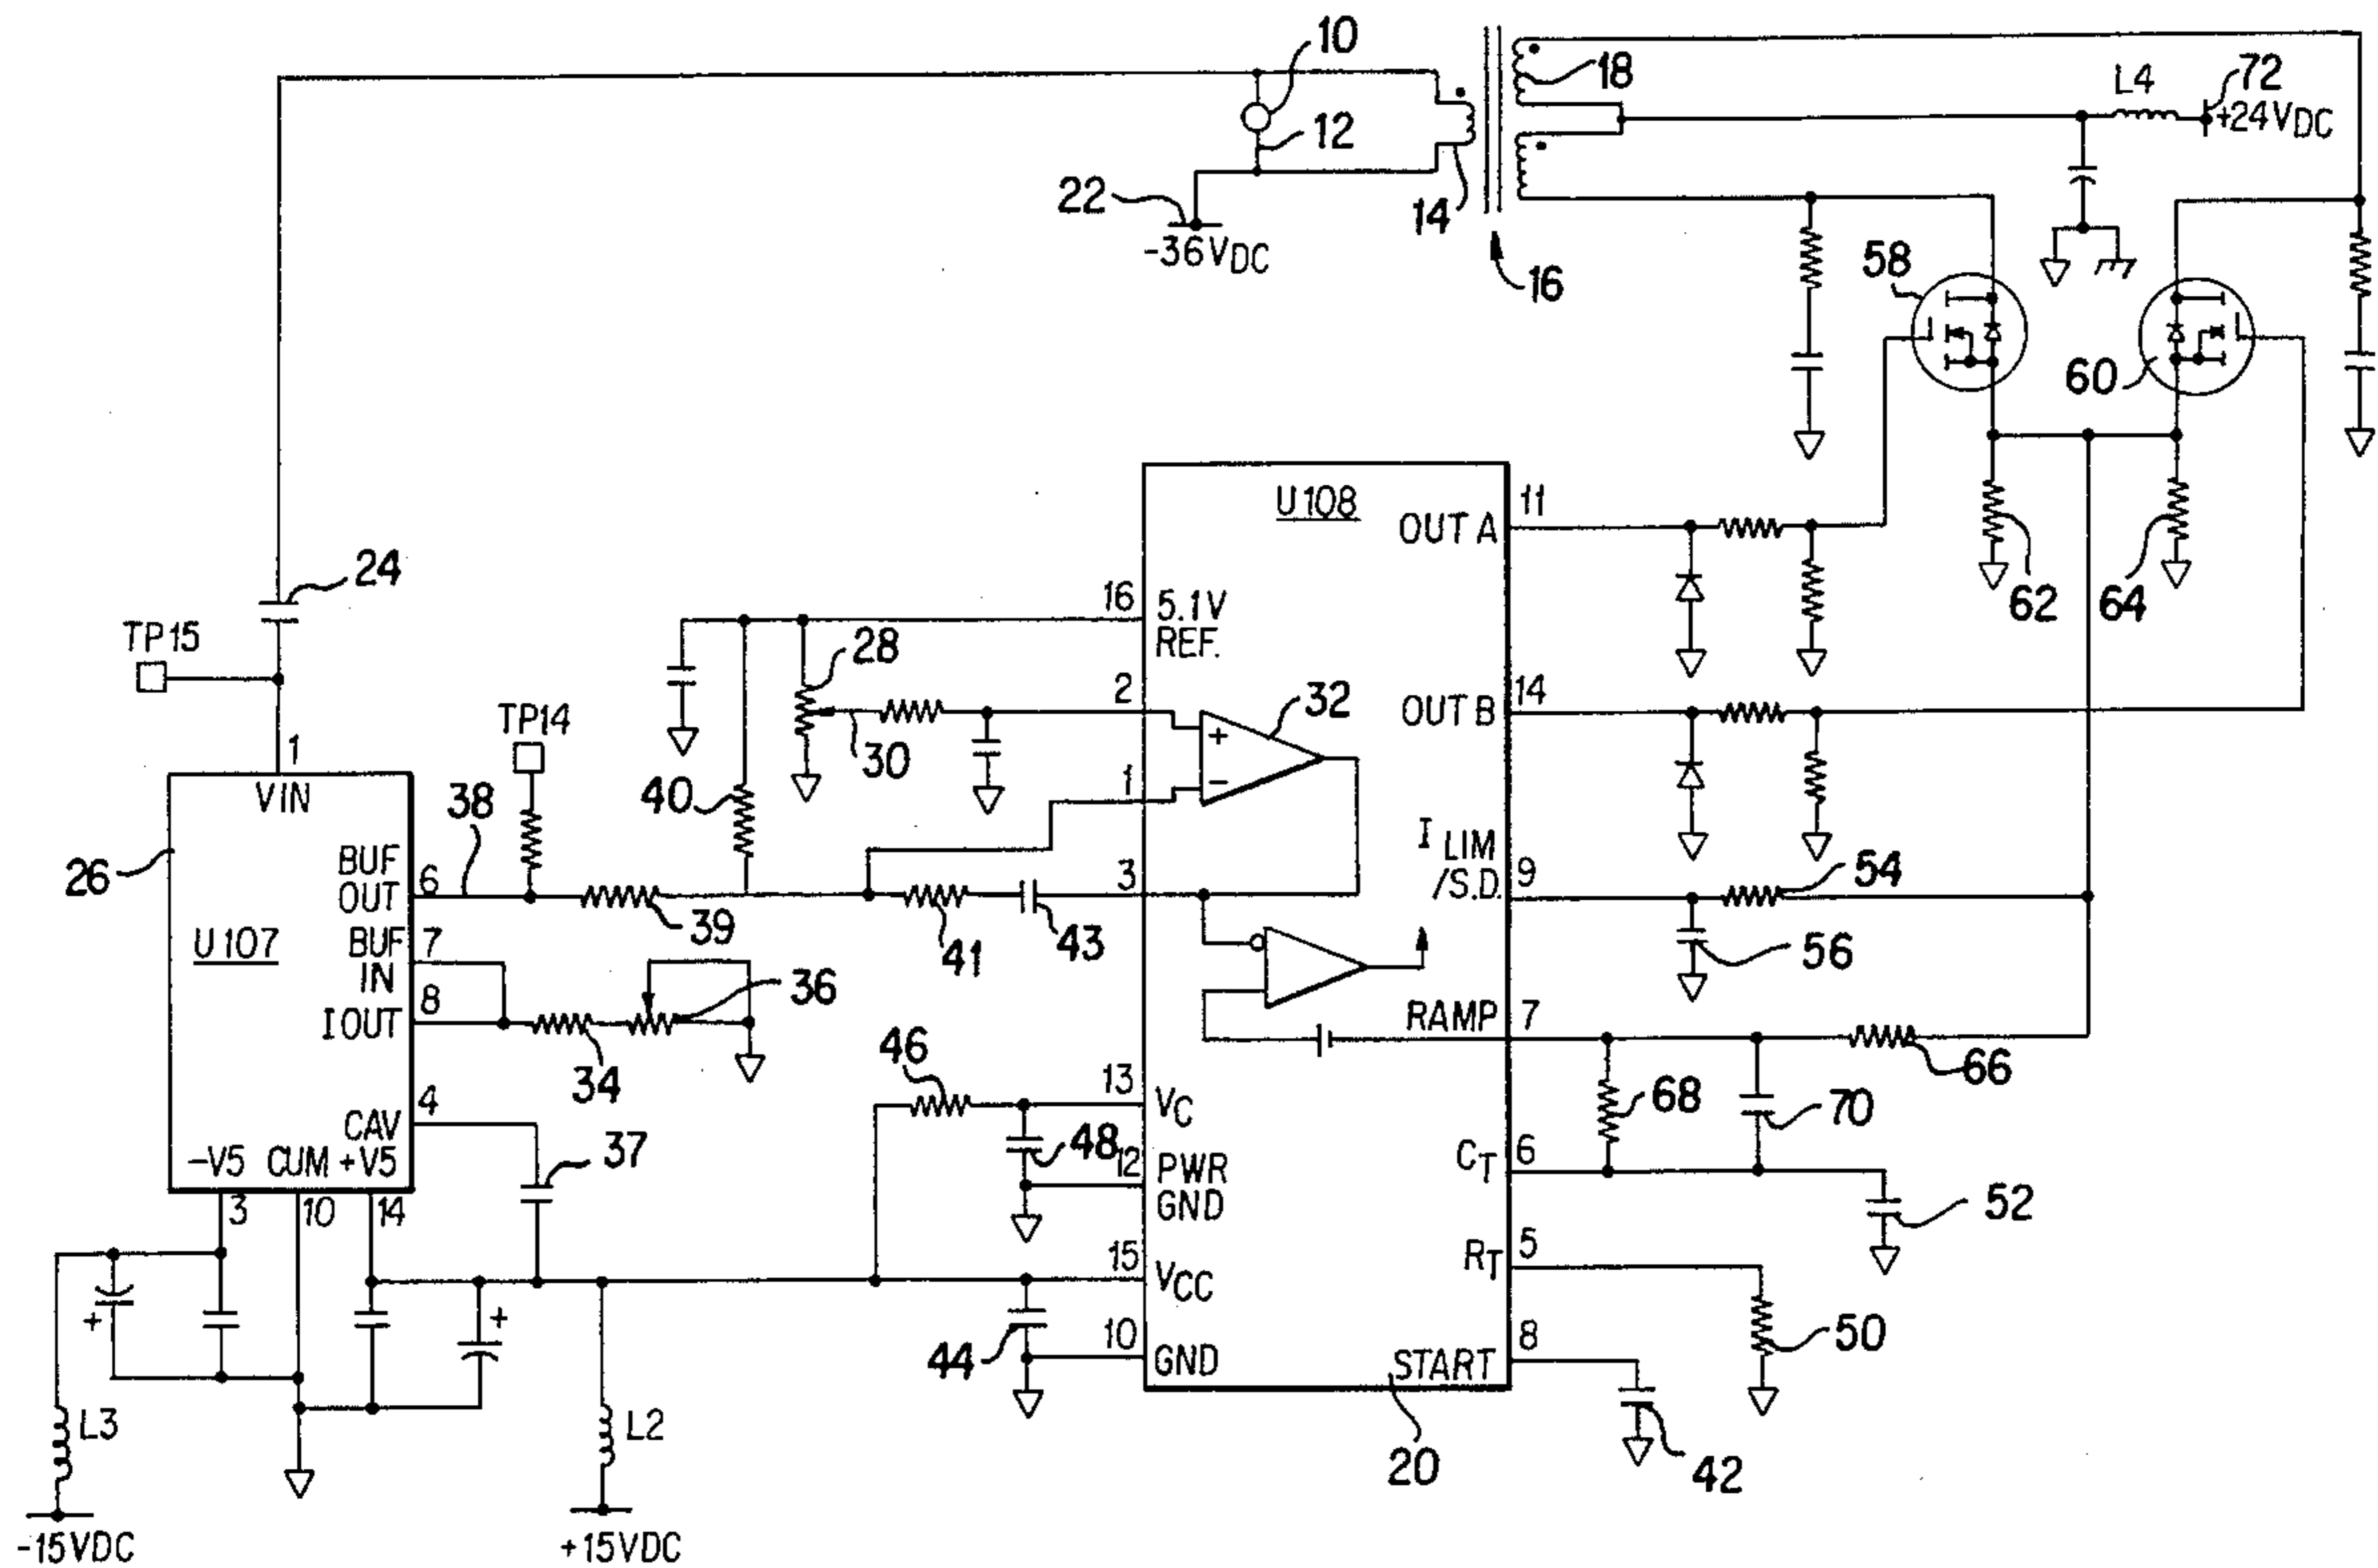 10
18
L4
72
+24VDC
12
22
-36VDC
14
16
58
60
24
TP15
U108
OUT A
11
62
64
16
5.1V
REF.
28
TP14
2
32
OUT B
14
30
1
VIN
38
40
1
+
−
26
BUF
OUT
6
3
ILIM
/S.D.
9
54
39
41
43
56
U107
BUF
IN
7
8
IOUT
36
34
RAMP
7
66
46
13
VC
68
70
CAV
4
37
48
12
PWR
GND
CT
6
-V5
CUM
+V5
3
10
14
52
15
VCC
RT
5
+
+
10
GND
44
50
START
8
L3
L2
20
42
-15VDC
+15VDC